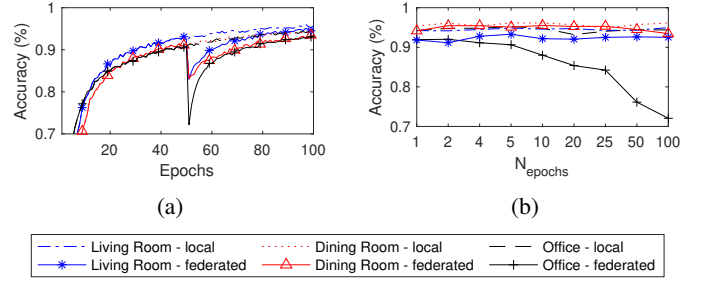 1
0.9
0.8
0.7
Accuracy (%)
20
40
60
80
100
Epochs
(a)
1
0.9
0.8
0.7
Accuracy (%)
1
2
4
5
10
20
25
50
100
N_epochs
(b)
Living Room - local
Dining Room - local
Office - local
Living Room - federated
Dining Room - federated
Office - federated